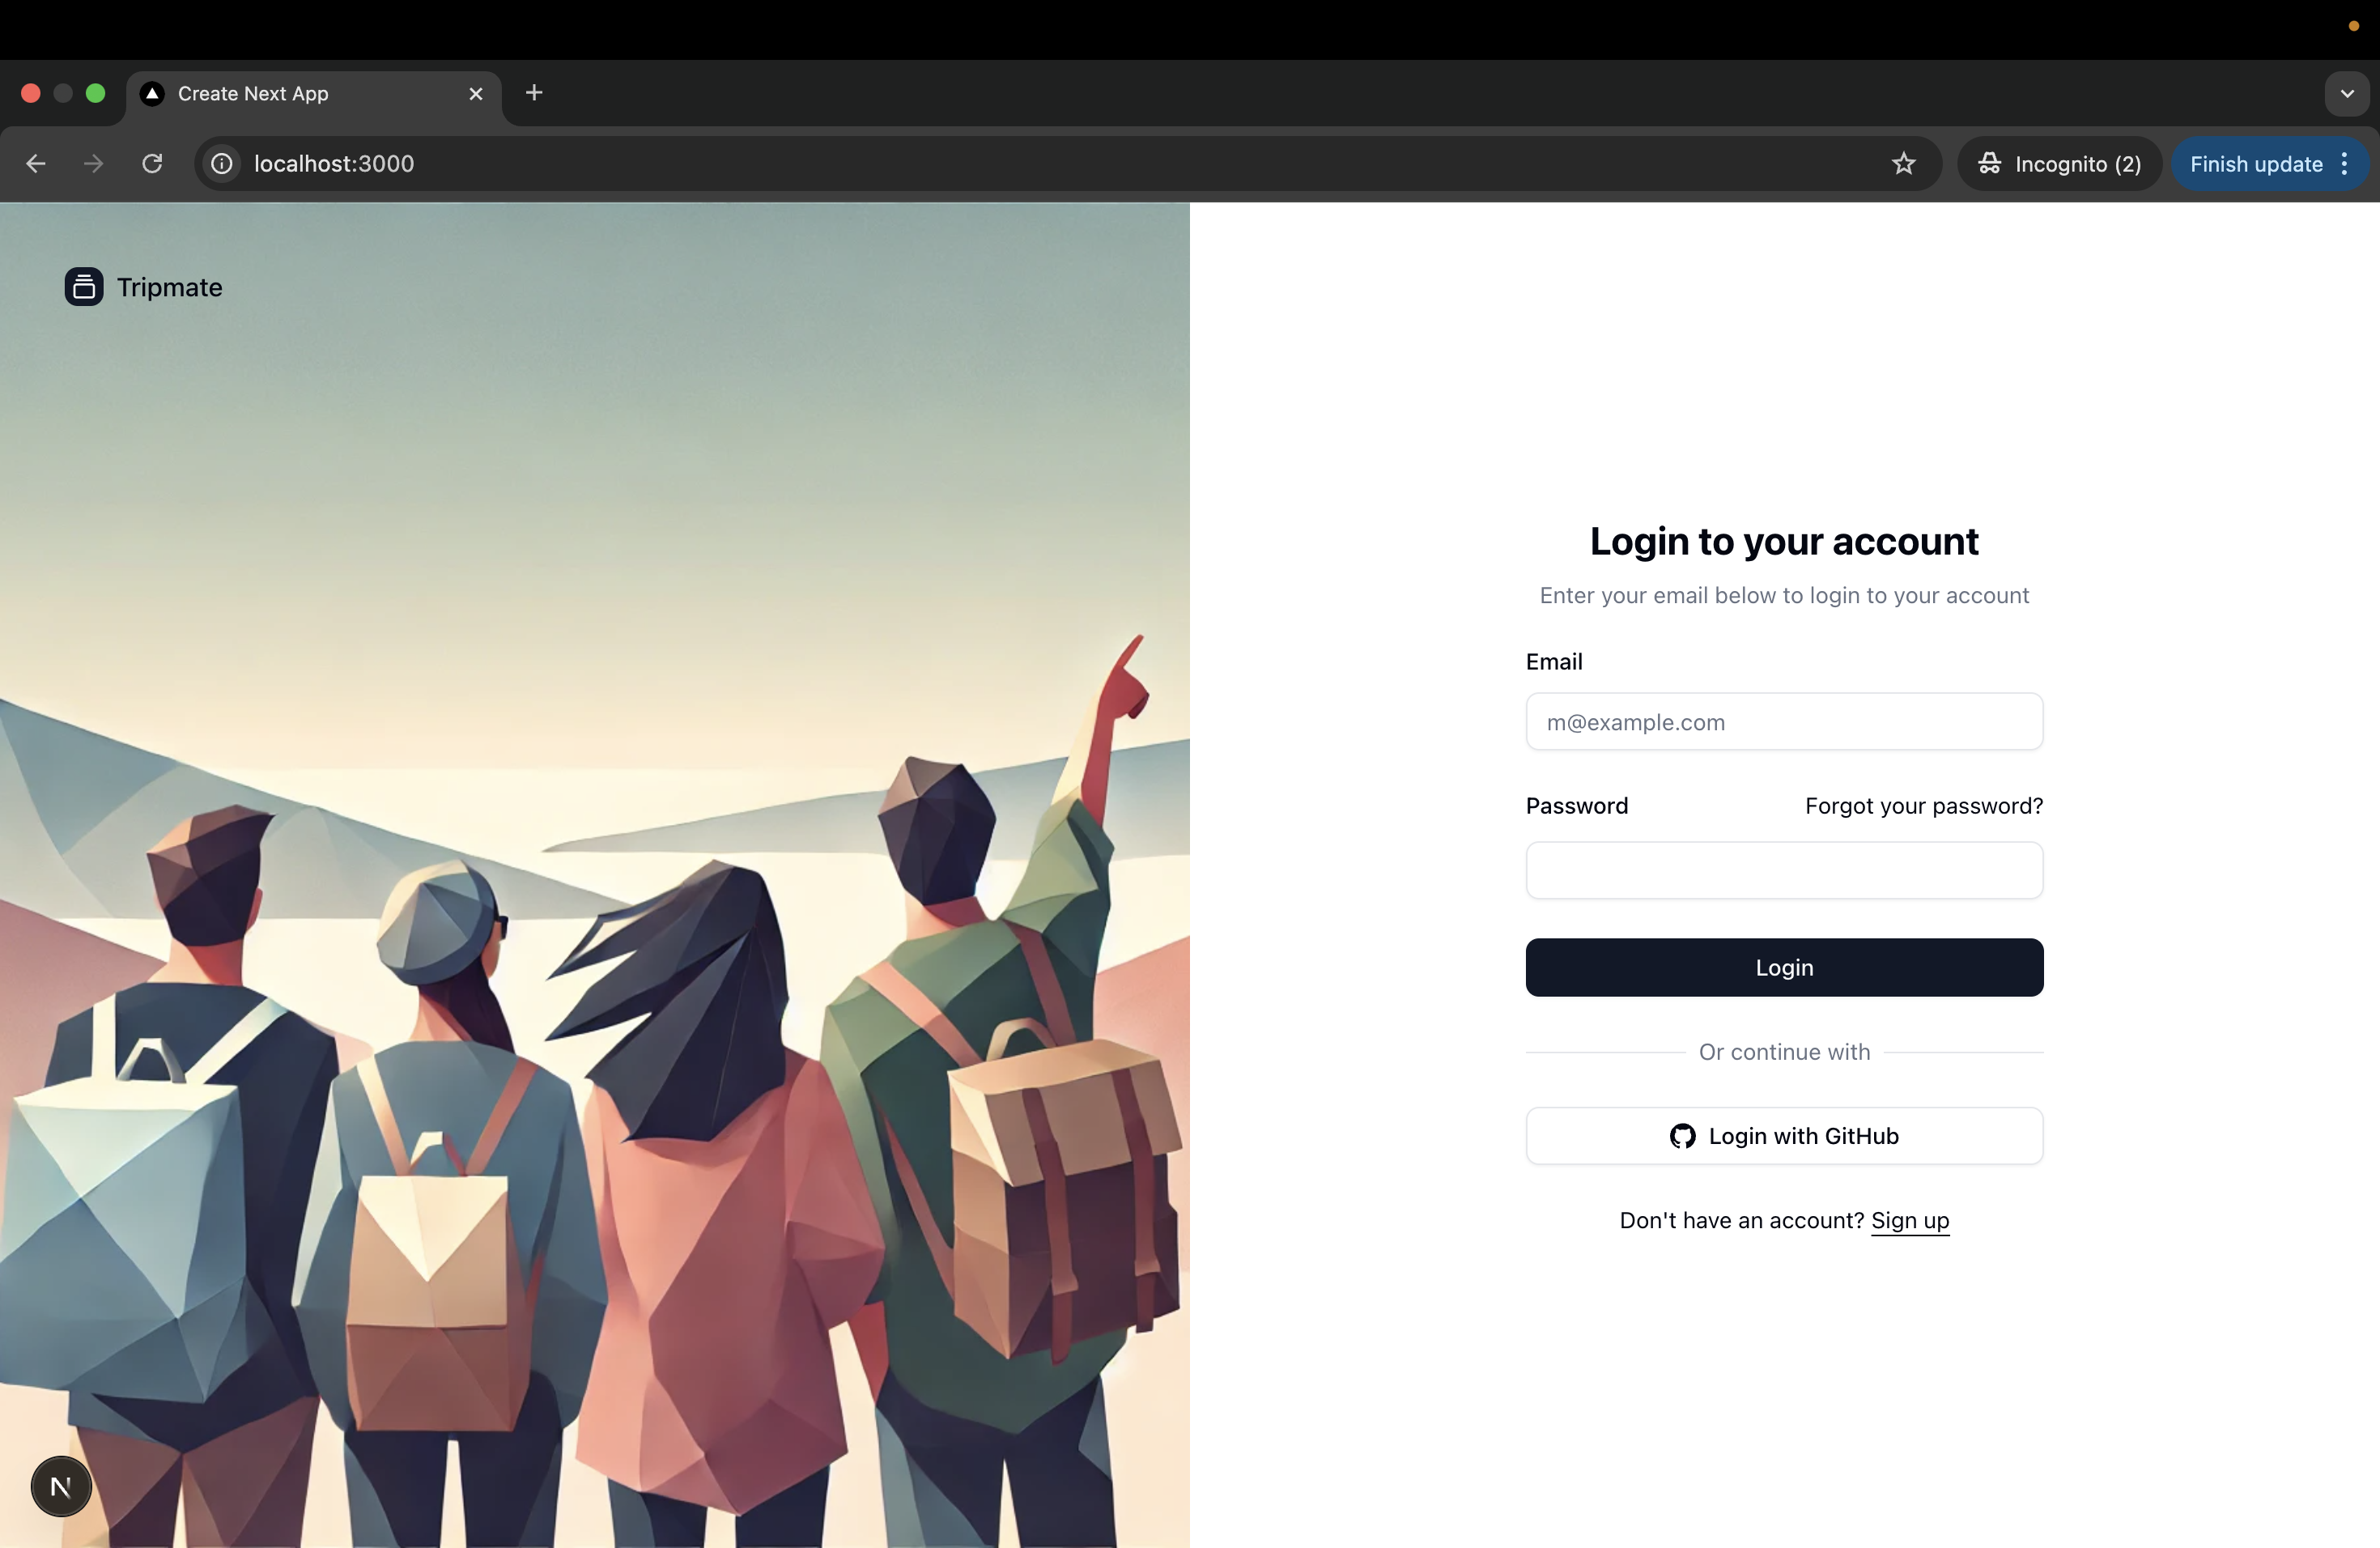 Create Next App
localhost:3000
Incognito (2)
Finish update
Tripmate
Login to your account
Enter your email below to login to your account
Email
m@example.com
Password
Forgot your password?
Login
Or continue with
Login with GitHub
Don't have an account? Sign up
N